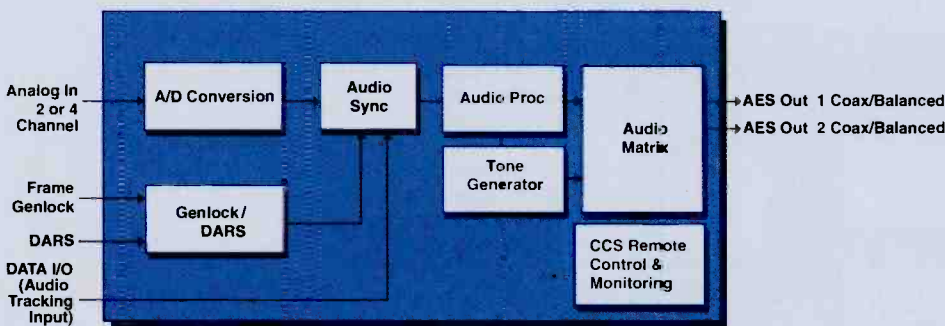 Analog In
2 or 4
Channel
A/D Conversion
Audio
Sync
Audio Proc
Tone
Generator
Audio
Matrix
AES Out 1 Coax/Balanced
AES Out 2 Coax/Balanced
Frame
Genlock
DARS
Genlock/
DARS
DATA I/O
(Audio
Tracking
Input)
CCS Remote
Control &
Monitoring